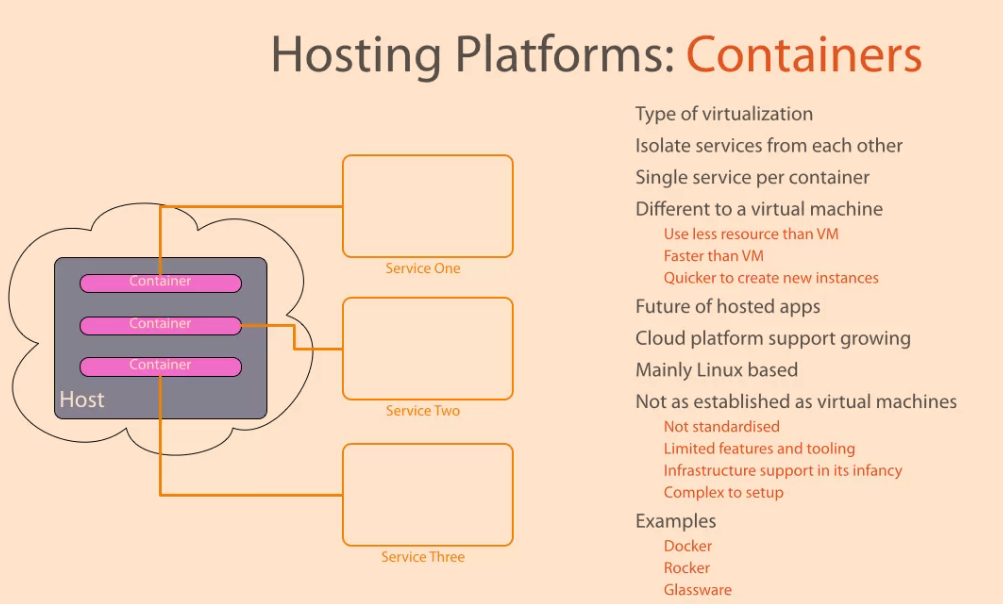 Hosting Platforms: Containers
Type of virtualization
Isolate services from each other
Single service per container
Different to a virtual machine
Use less resource than VM
Faster than VM
Quicker to create new instances
Future of hosted apps
Cloud platform support growing
Mainly Linux based
Not as established as virtual machines
Not standardised
Limited features and tooling
Infrastructure support in its infancy
Complex to setup
Examples
Docker
Rocker
Glassware
Container
Container
Container
Host
Service One
Service Two
Service Three